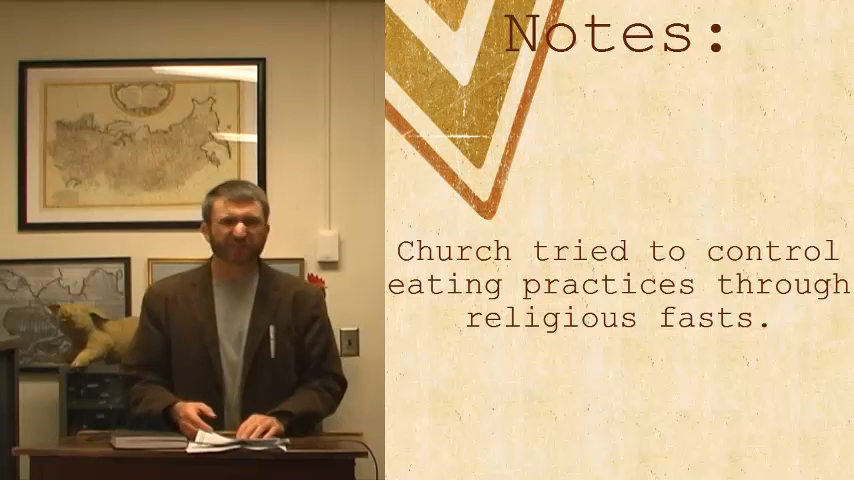 Notes:
Church tried to control
eating practices through
religious fasts.